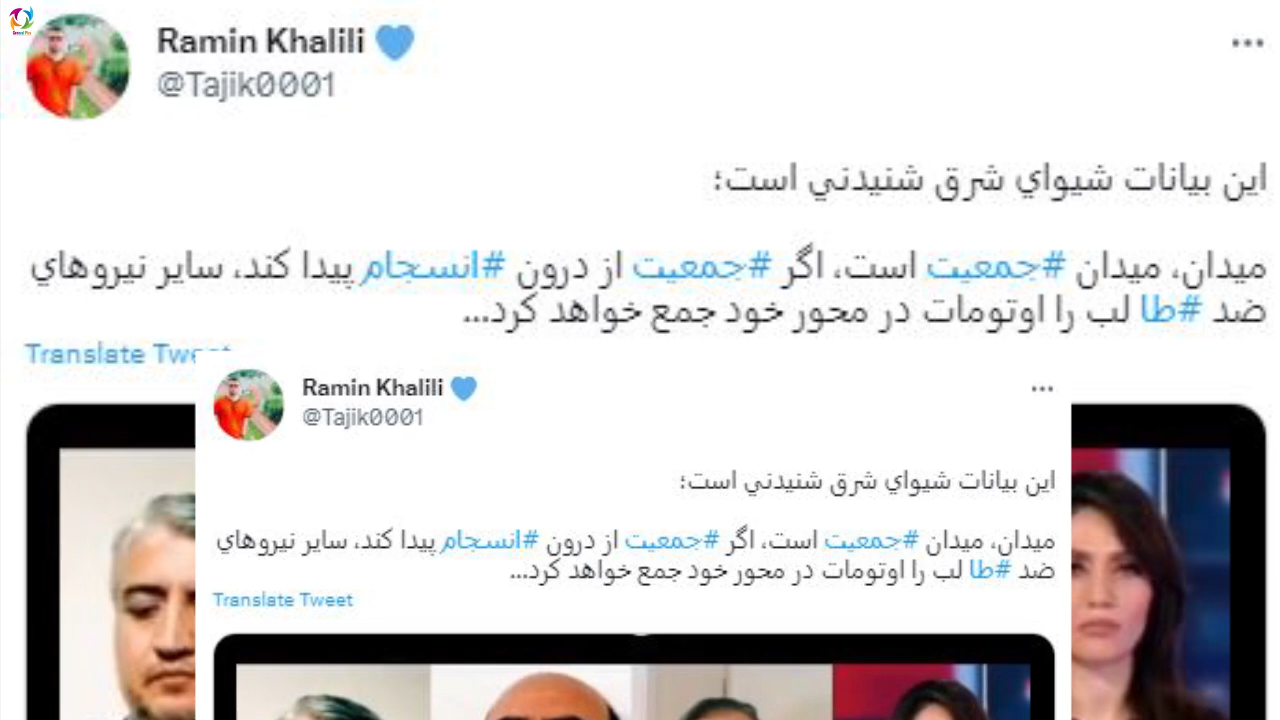 Ramin Khalili
@Tajik0001
این بیانات شیواي شرق شنیدني است؛
میدان، میدان #جمعیت است، اگر #جمعیت از درون #انسجام پیدا کند، سایر نیروهاي
ضد #طا لب را اوتومات در محور خود جمع خواهد کرد...
Translate Tweet
Ramin Khalili
@Tajik0001
این بیانات شیواي شرق شنیدني است؛
میدان، میدان #جمعیت است، اگر #جمعیت از درون #انسجام پیدا کند، سایر نیروهاي
ضد #طا لب را اوتومات در محور خود جمع خواهد کرد...
Translate Tweet